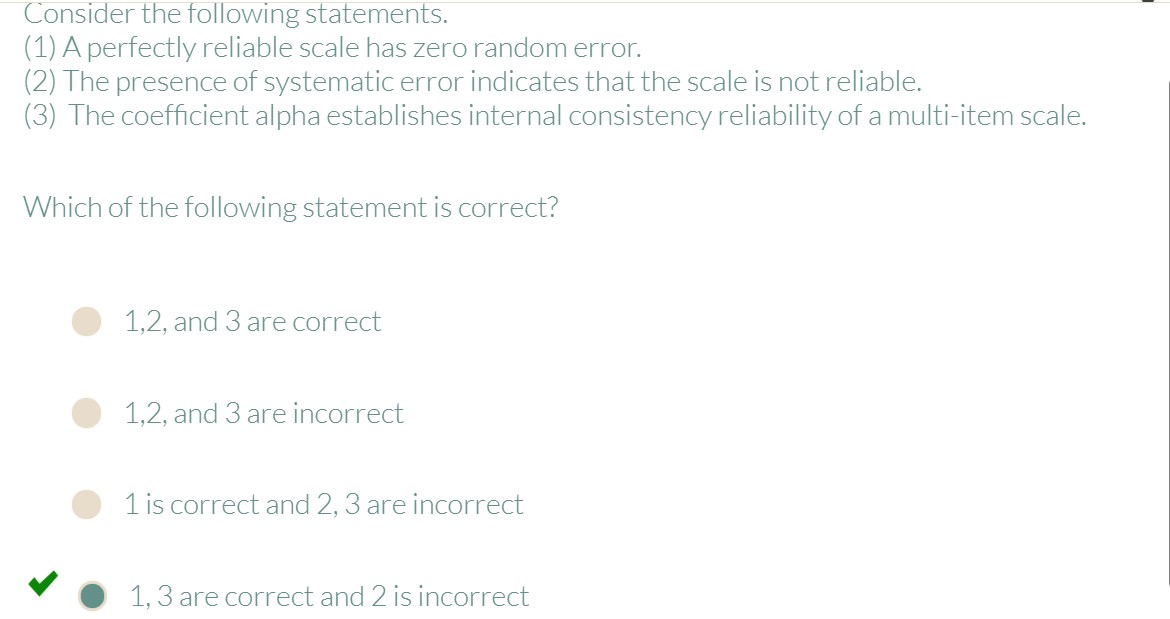 Consider the following statements.
(1) A perfectly reliable scale has zero random error.
(2) The presence of systematic error indicates that the scale is not reliable.
(3) The coefficient alpha establishes internal consistency reliability of a multi-item scale.
Which of the following statement is correct?
1,2, and 3 are correct
1,2, and 3 are incorrect
1 is correct and 2, 3 are incorrect
1, 3 are correct and 2 is incorrect